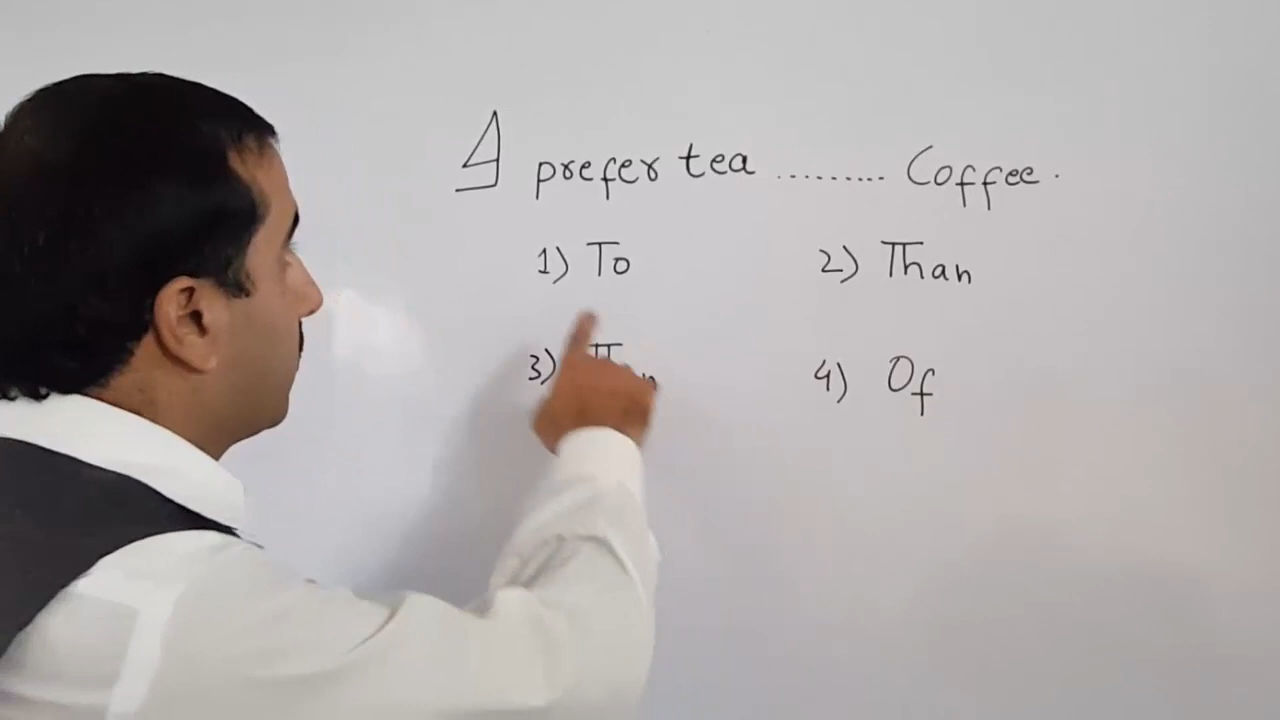 I prefer tea ......... Coffee.
1) To 2) Than
3) 4) Of